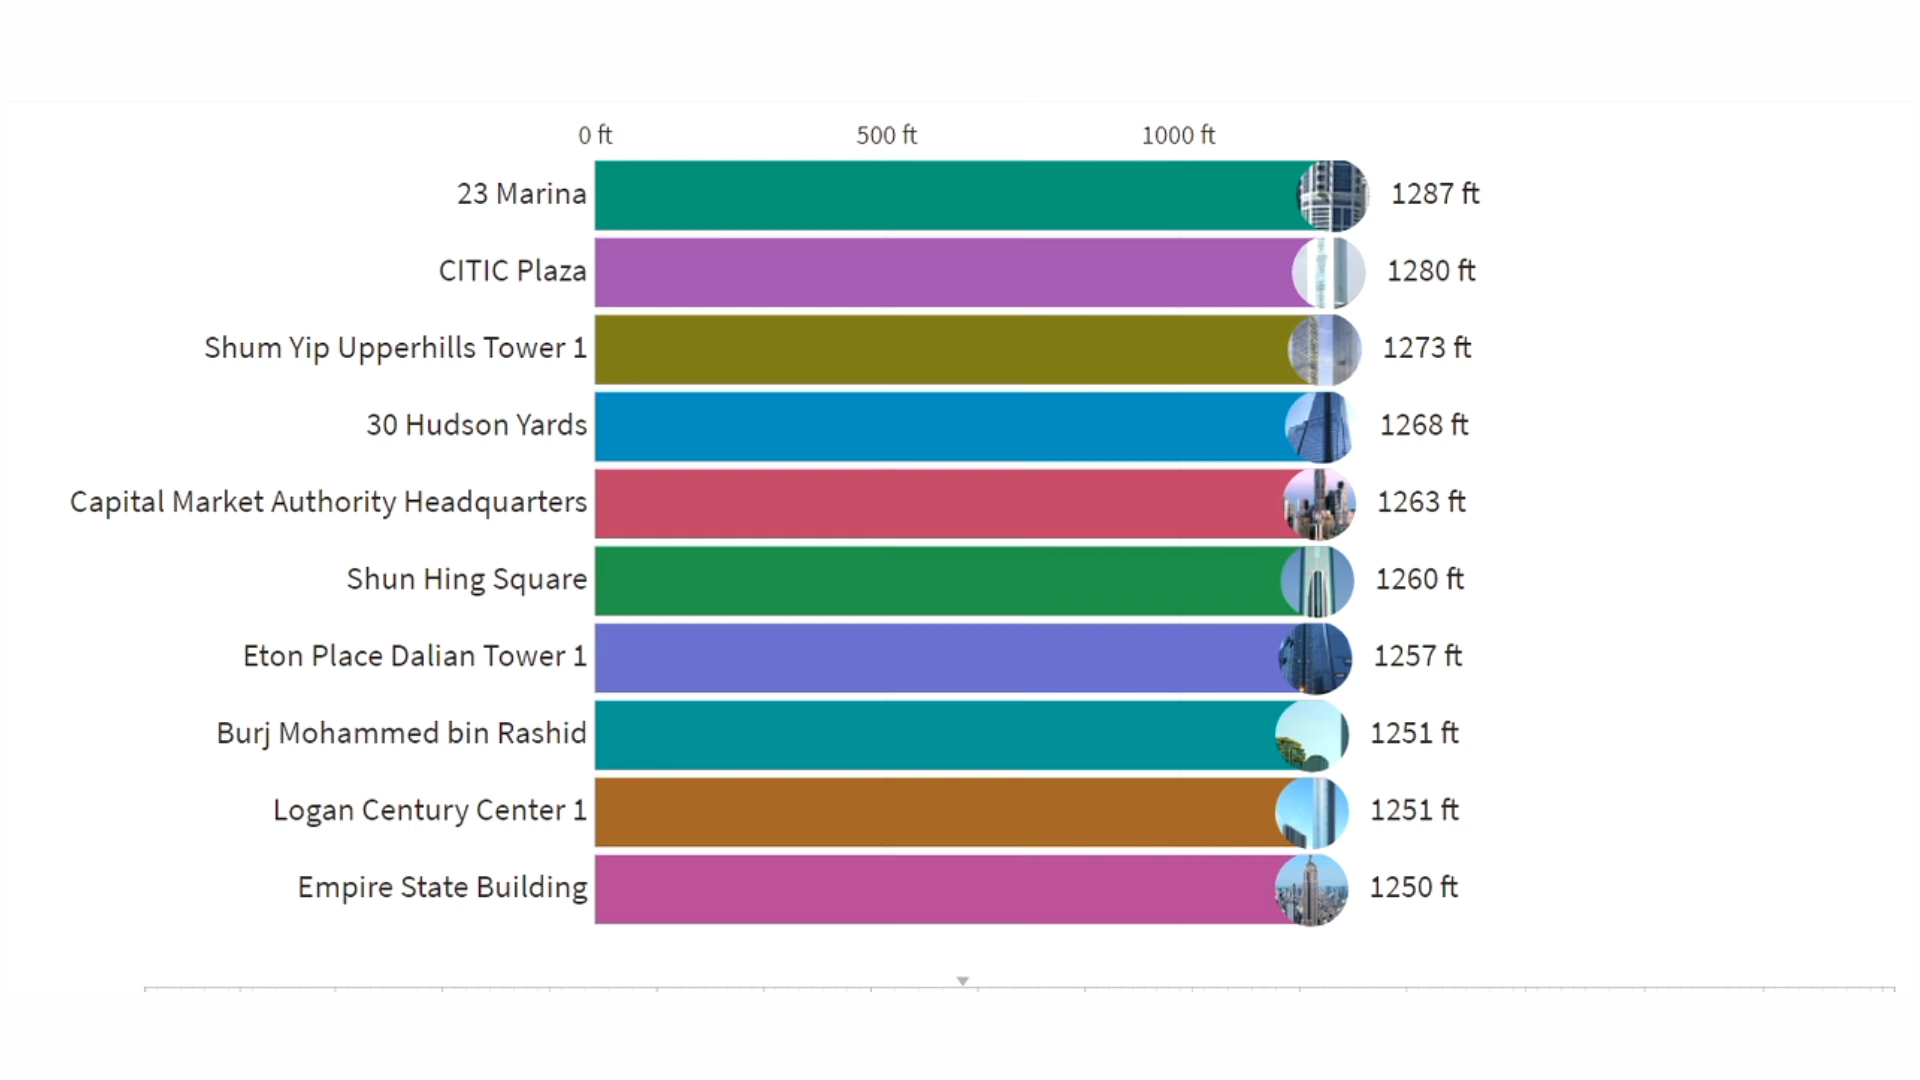 0 ft 500 ft 1000 ft
23 Marina 1287 ft
CITIC Plaza 1280 ft
Shum Yip Upperhills Tower 1 1273 ft
30 Hudson Yards 1268 ft
Capital Market Authority Headquarters 1263 ft
Shun Hing Square 1260 ft
Eton Place Dalian Tower 1 1257 ft
Burj Mohammed bin Rashid 1251 ft
Logan Century Center 1 1251 ft
Empire State Building 1250 ft